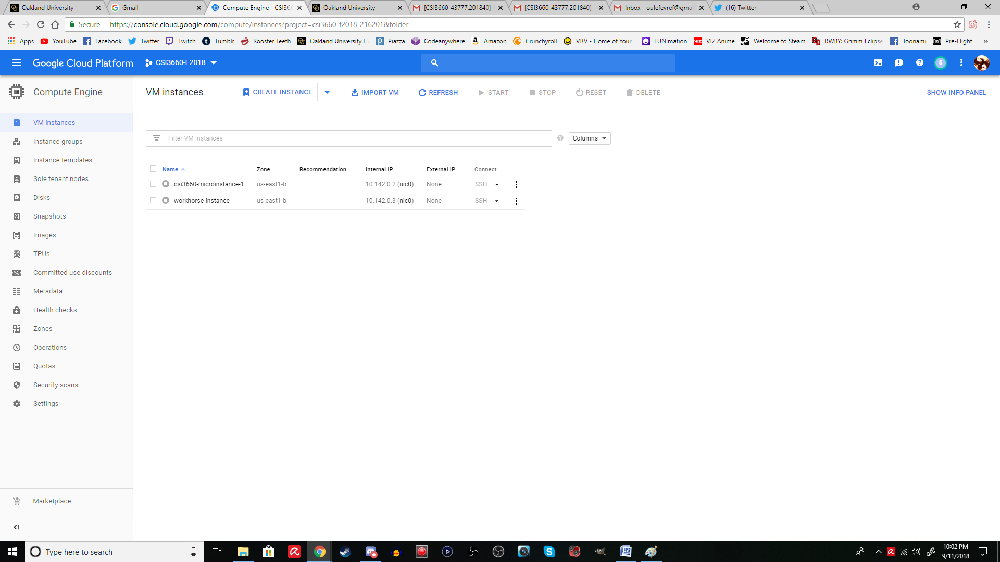 Oakland University
Gmail
Compute Engine - CSI366
Oakland University
[CSI3660-43777.201840]
[CSI3660-43777.201840]
Inbox - oulefevref@gmai
(16) Twitter
Secure
https://console.cloud.google.com/compute/instances?project=csi3660-f2018-216201&folder
Apps
YouTube
Facebook
Twitter
Twitch
Tumblr
Rooster Teeth
Oakland University H
Piazza
Codeanywhere
Amazon
Crunchyroll
VRV - Home of Your
FUNimation
VIZ Anime
Welcome to Steam
RWBY: Grimm Eclipse
Toonami
Pre-Flight
»
Google Cloud Platform
CSI3660-F2018
5
Compute Engine
VM instances
CREATE INSTANCE
IMPORT VM
REFRESH
START
STOP
RESET
DELETE
SHOW INFO PANEL
VM instances
Instance groups
Instance templates
Sole tenant nodes
Disks
Snapshots
Images
TPUs
Committed use discounts
Metadata
Health checks
Zones
Operations
Quotas
Security scans
Settings
Marketplace
Filter VM instances
Columns
Name Zone Recommendation Internal IP External IP Connect
csi3660-microinstance-1 us-east1-b 10.142.0.2 (nic0) None SSH
workhorse-instance us-east1-b 10.142.0.3 (nic0) None SSH
Type here to search
10:02 PM
9/11/2018